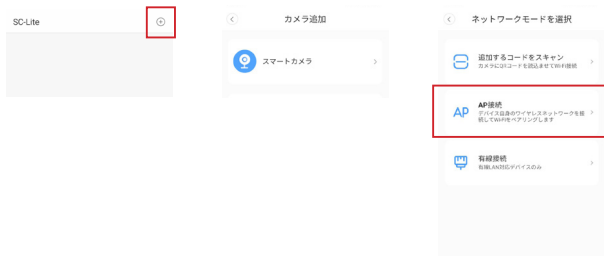 SC-Lite
カメラ追加
スマートカメラ
ネットワークモードを選択
追加するコードをスキャン
カメラにQRコードを読込ませてWi-Fi接続
AP
AP接続
デバイス自身のワイヤレスネットワークを接
続してWi-Fiをペアリングします
有線接続
有線LAN対応デバイスのみ